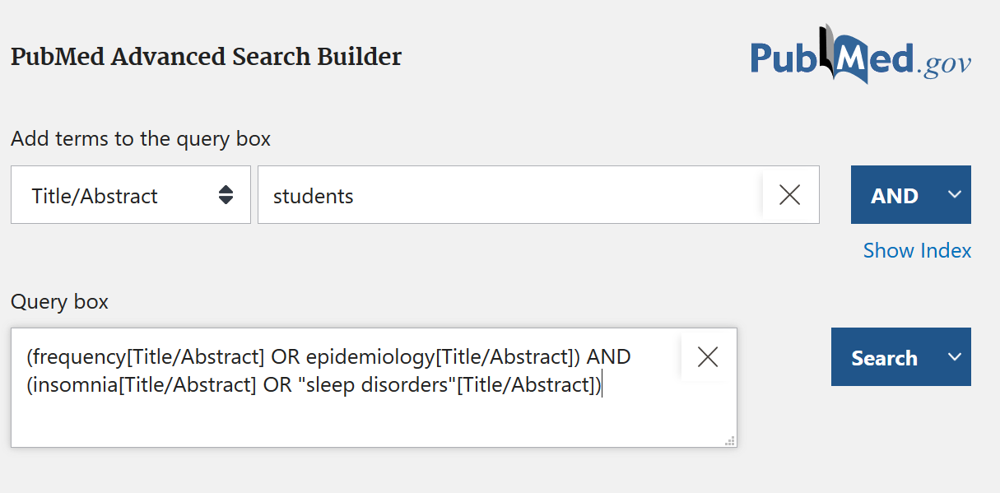 PubMed Advanced Search Builder
PubMed.gov
Add terms to the query box
Title/Abstract
students
AND
Show Index
Query box
(frequency[Title/Abstract] OR epidemiology[Title/Abstract]) AND
(insomnia[Title/Abstract] OR "sleep disorders"[Title/Abstract])
Search